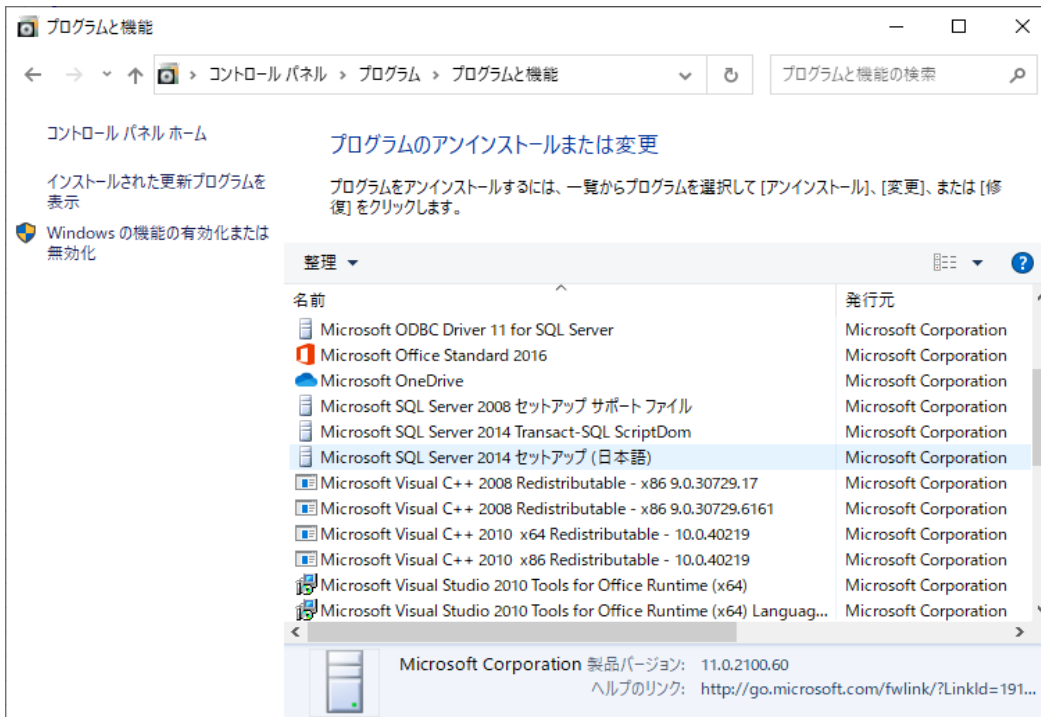 プログラムと機能
コントロール パネル > プログラム > プログラムと機能
プログラムと機能の検索
コントロール パネル ホーム
インストールされた更新プログラムを
表示
Windows の機能の有効化または
無効化
プログラムのアンインストールまたは変更
プログラムをアンインストールするには、一覧からプログラムを選択して [アンインストール]、[変更]、または [修
復] をクリックします。
整理
名前 発行元
Microsoft ODBC Driver 11 for SQL Server Microsoft Corporation
Microsoft Office Standard 2016 Microsoft Corporation
Microsoft OneDrive Microsoft Corporation
Microsoft SQL Server 2008 セットアップ サポート ファイル Microsoft Corporation
Microsoft SQL Server 2014 Transact-SQL ScriptDom Microsoft Corporation
Microsoft SQL Server 2014 セットアップ (日本語) Microsoft Corporation
Microsoft Visual C++ 2008 Redistributable - x86 9.0.30729.17 Microsoft Corporation
Microsoft Visual C++ 2008 Redistributable - x86 9.0.30729.6161 Microsoft Corporation
Microsoft Visual C++ 2010 x64 Redistributable - 10.0.40219 Microsoft Corporation
Microsoft Visual C++ 2010 x86 Redistributable - 10.0.40219 Microsoft Corporation
Microsoft Visual Studio 2010 Tools for Office Runtime (x64) Microsoft Corporation
Microsoft Visual Studio 2010 Tools for Office Runtime (x64) Languag... Microsoft Corporation
Microsoft Corporation 製品バージョン: 11.0.2100.60
ヘルプのリンク: http://go.microsoft.com/fwlink/?LinkId=191...